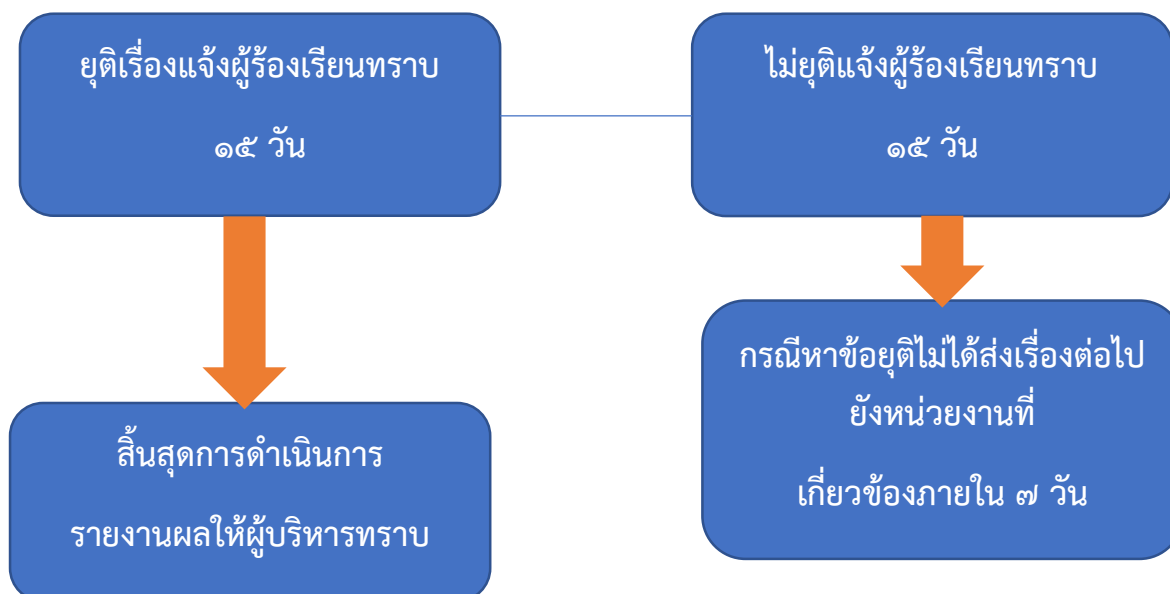 ยุติเรื่องแจ้งผู้ร้องเรียนทราบ
๑๕ วัน
ไม่ยุติแจ้งผู้ร้องเรียนทราบ
๑๕ วัน
กรณีหาข้อยุติไม่ได้ส่งเรื่องต่อไป
ยังหน่วยงานที่
เกี่ยวข้องภายใน ๗ วัน
สิ้นสุดการดำเนินการ
รายงานผลให้ผู้บริหารทราบ